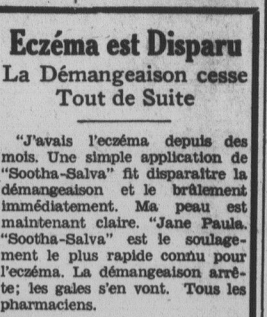 Eczéma est Disparu
La Démangeaison cesse
Tout de Suite
"J'avais l'eczéma depuis des
mois. Une simple application de
"Sootha-Salva" fit disparaître la
démangeaison et le brûlement
immédiatement. Ma peau est
maintenant claire. "Jane Paula.
"Sootha-Salva" est le soulage-
ment le plus rapide connu pour
l'eczéma. La démangeaison arrê-
te; les gales s'en vont. Tous les
pharmaciens.